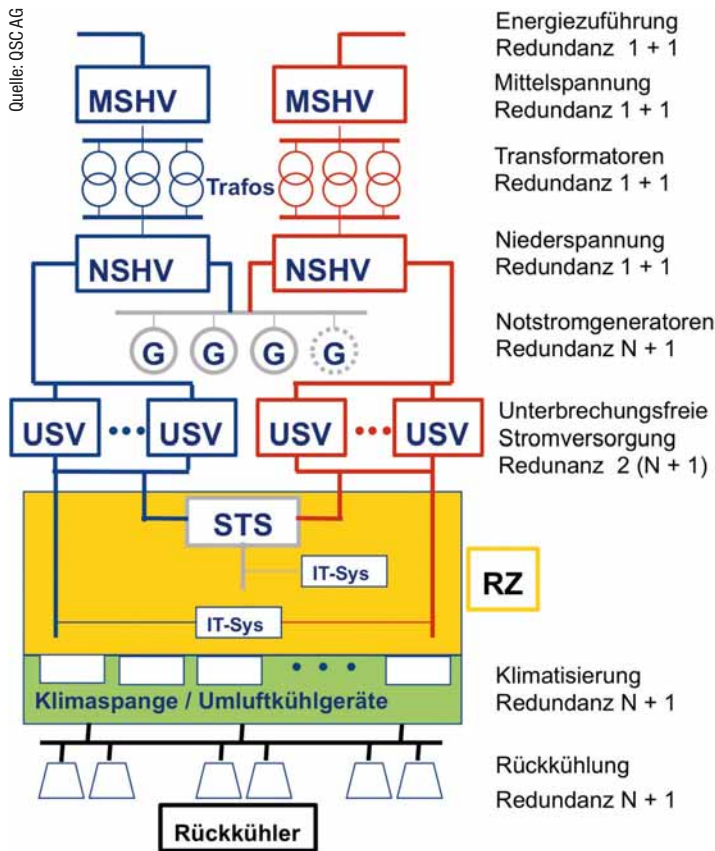 Quelle: QSC AG
Energiezuführung
Redundanz 1 + 1
MSHV
MSHV
Mittelspannung
Redundanz 1 + 1
Trafos
Transformatoren
Redundanz 1 + 1
NSHV
NSHV
Niederspannung
Redundanz 1 + 1
G
G
G
G
Notstromgeneratoren
Redundanz N + 1
USV
USV
USV
USV
Unterbrechungsfreie
Stromversorgung
Redunanz 2 (N + 1)
STS
IT-Sys
RZ
IT-Sys
Klimaspange / Umluftkühlgeräte
Klimatisierung
Redundanz N + 1
Rückkühlung
Redundanz N + 1
Rückkühler